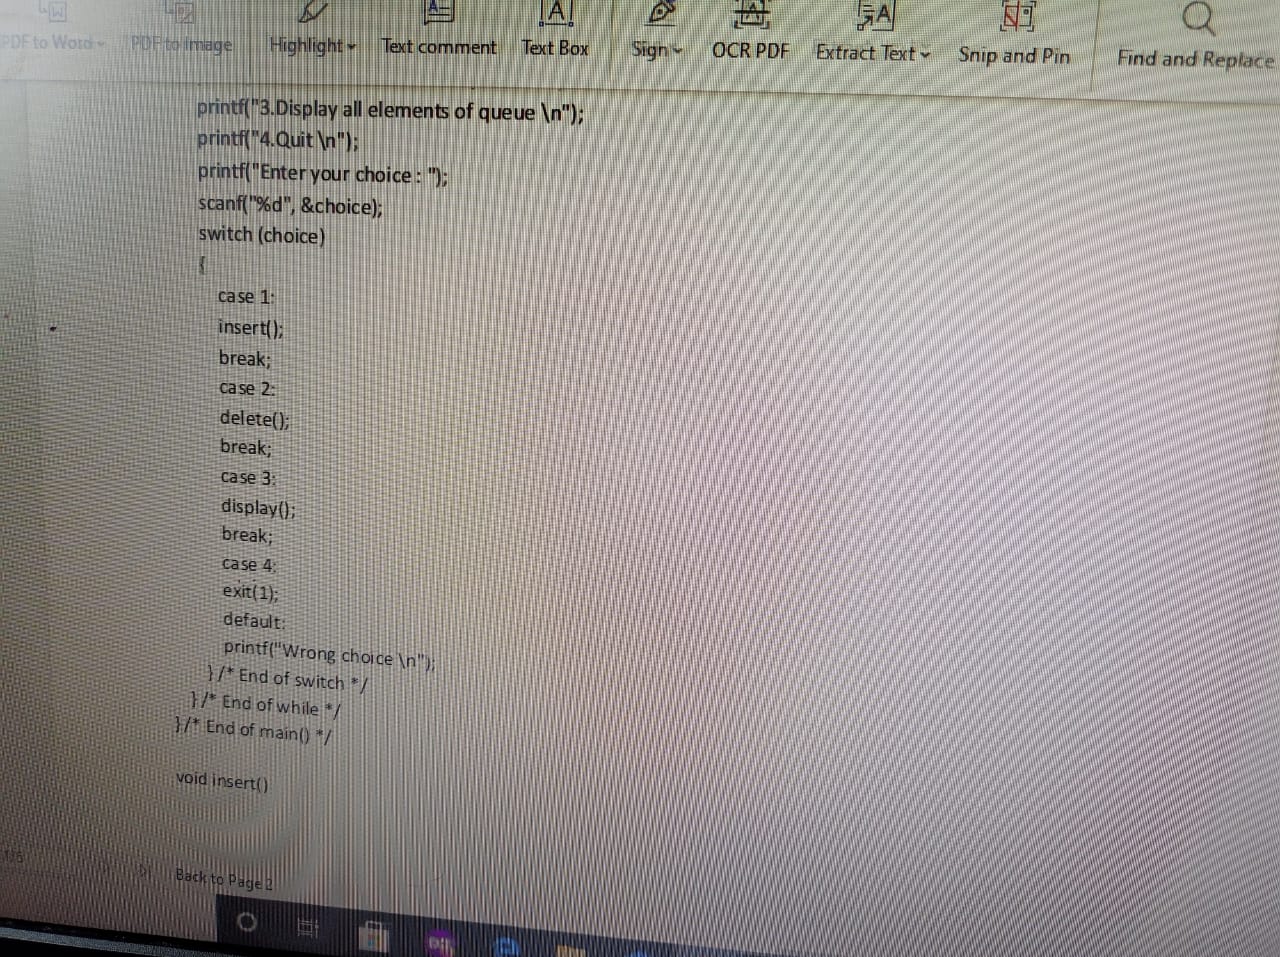 PDF to Word PDF to Image Highlight Text comment Text Box Sign OCR PDF Extract Text Snip and Pin Find and Replace
printf("3.Display all elements of queue \n");
printf("4.Quit \n");
printf("Enter your choice : ");
scanf("%d", &choice);
switch (choice)
{
case 1:
insert();
break;
case 2:
delete();
break;
case 3:
display();
break;
case 4:
exit(1);
default:
printf("Wrong choice \n");
}/* End of switch */
}/* End of while */
}/* End of main() */
void insert()
Back to Page 2